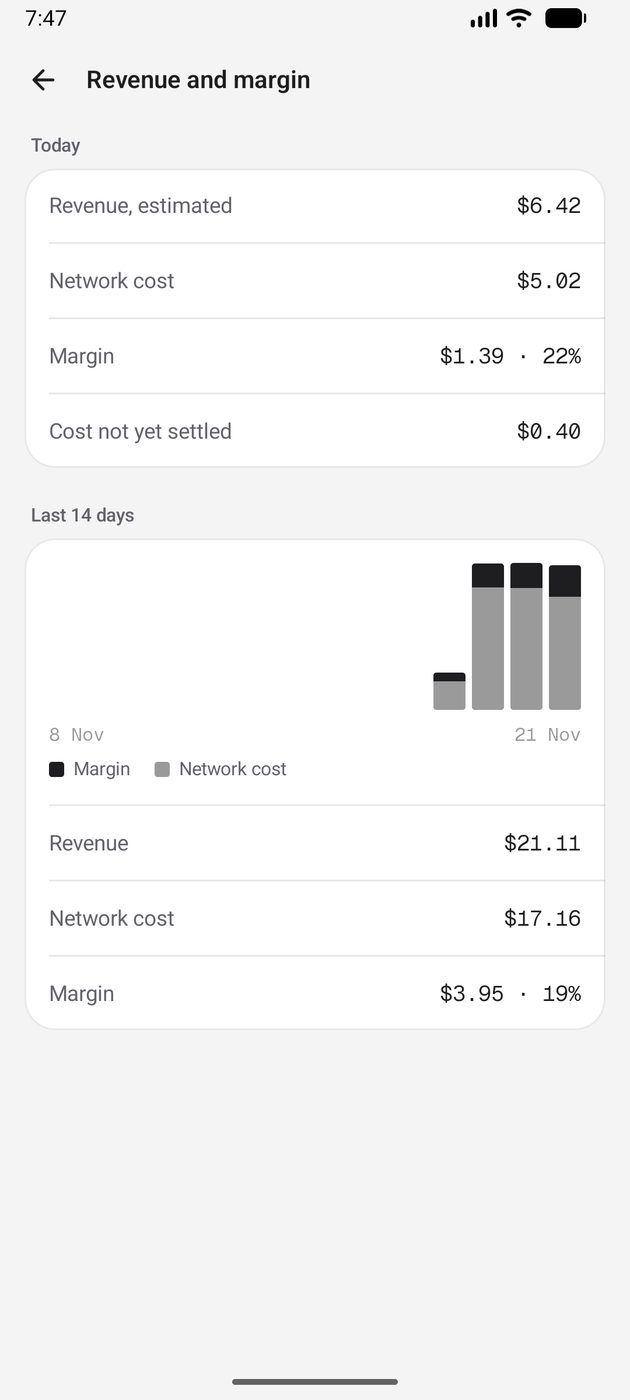 7:47
Revenue and margin
Today
Revenue, estimated $6.42
Network cost $5.02
Margin $1.39 · 22%
Cost not yet settled $0.40
Last 14 days
8 Nov 21 Nov
Margin Network cost
Revenue $21.11
Network cost $17.16
Margin $3.95 · 19%